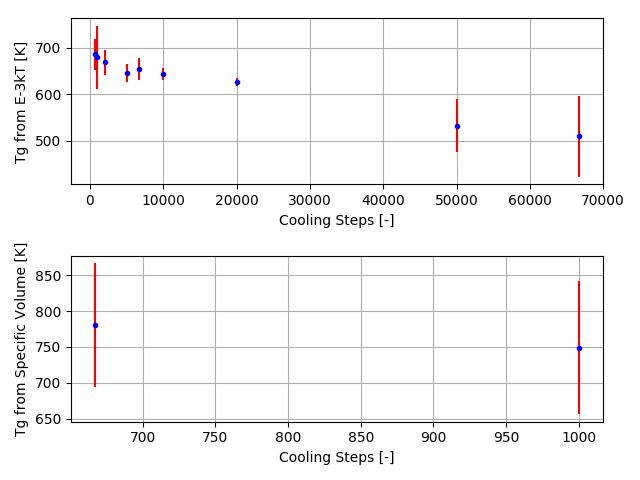 Tg from E-3kT [K]
700
600
500
0 10000 20000 30000 40000 50000 60000 70000
Cooling Steps [-]
Tg from Specific Volume [K]
850
800
750
700
650
700 750 800 850 900 950 1000
Cooling Steps [-]